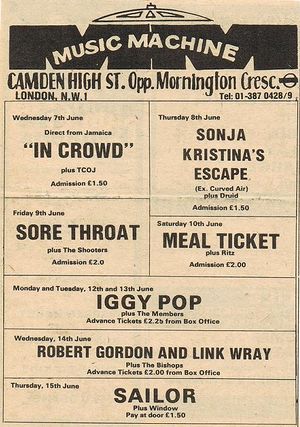 MUSIC MACHINE
CAMDEN HIGH ST. Opp. Mornington Cresc.
LONDON, N.W.1
Tel: 01-387 0428/9
Wednesday 7th June
Direct from Jamaica
"IN CROWD"
plus TCOJ
Admission £1.50
Thursday 8th June
SONJA
KRISTINA'S
ESCAPE
(Ex. Curved Air)
plus Druid
Admission £1.50
Friday 9th June
SORE THROAT
plus The Shooters
Admission £2.0
Saturday 10th June
MEAL TICKET
plus Ritz
Admission £2.00
Monday and Tuesday, 12th and 13th June
IGGY POP
plus The Members
Advance Tickets £2.2b from Box Office
Wednesday, 14th June
ROBERT GORDON AND LINK WRAY
Plus The Bishops
Advance Tickets £2.00 from Box Office
Thursday, 15th June
SAILOR
Plus Window
Pay at door £1.50